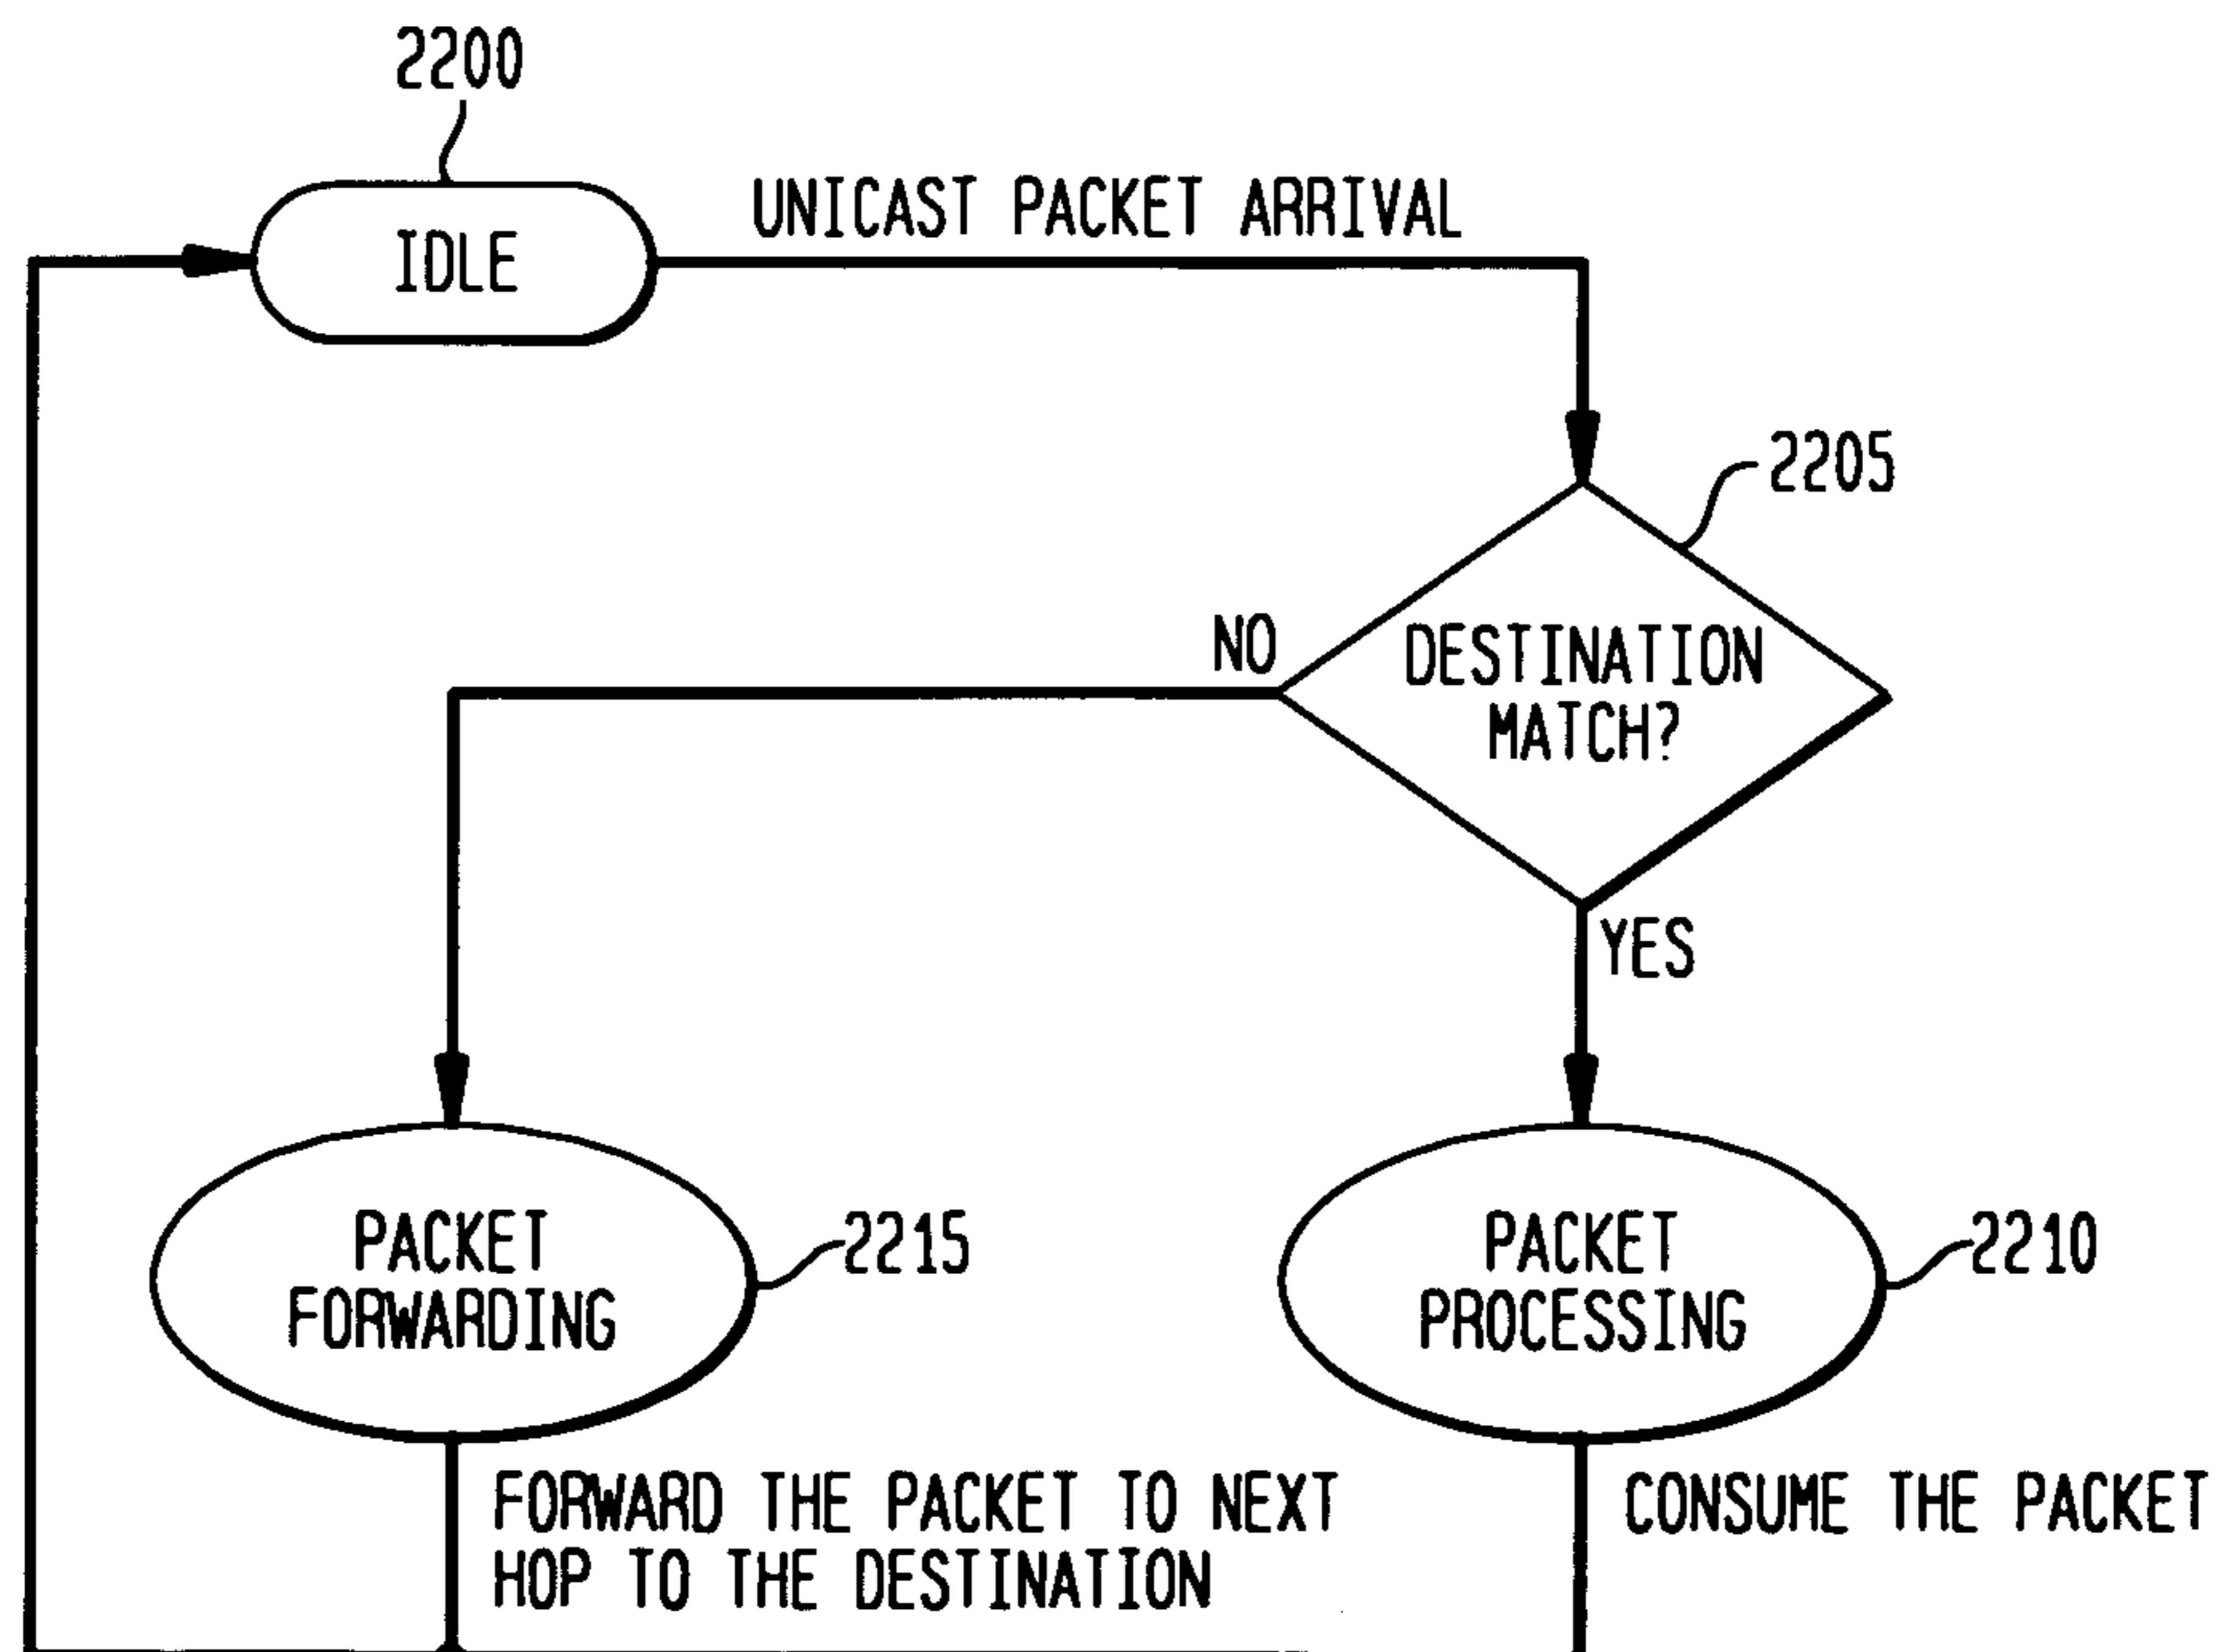 2200
IDLE
UNICAST PACKET ARRIVAL
2205
DESTINATION
MATCH?
NO
YES
PACKET
FORWARDING
2215
PACKET
PROCESSING
2210
FORWARD THE PACKET TO NEXT
HOP TO THE DESTINATION
CONSUME THE PACKET